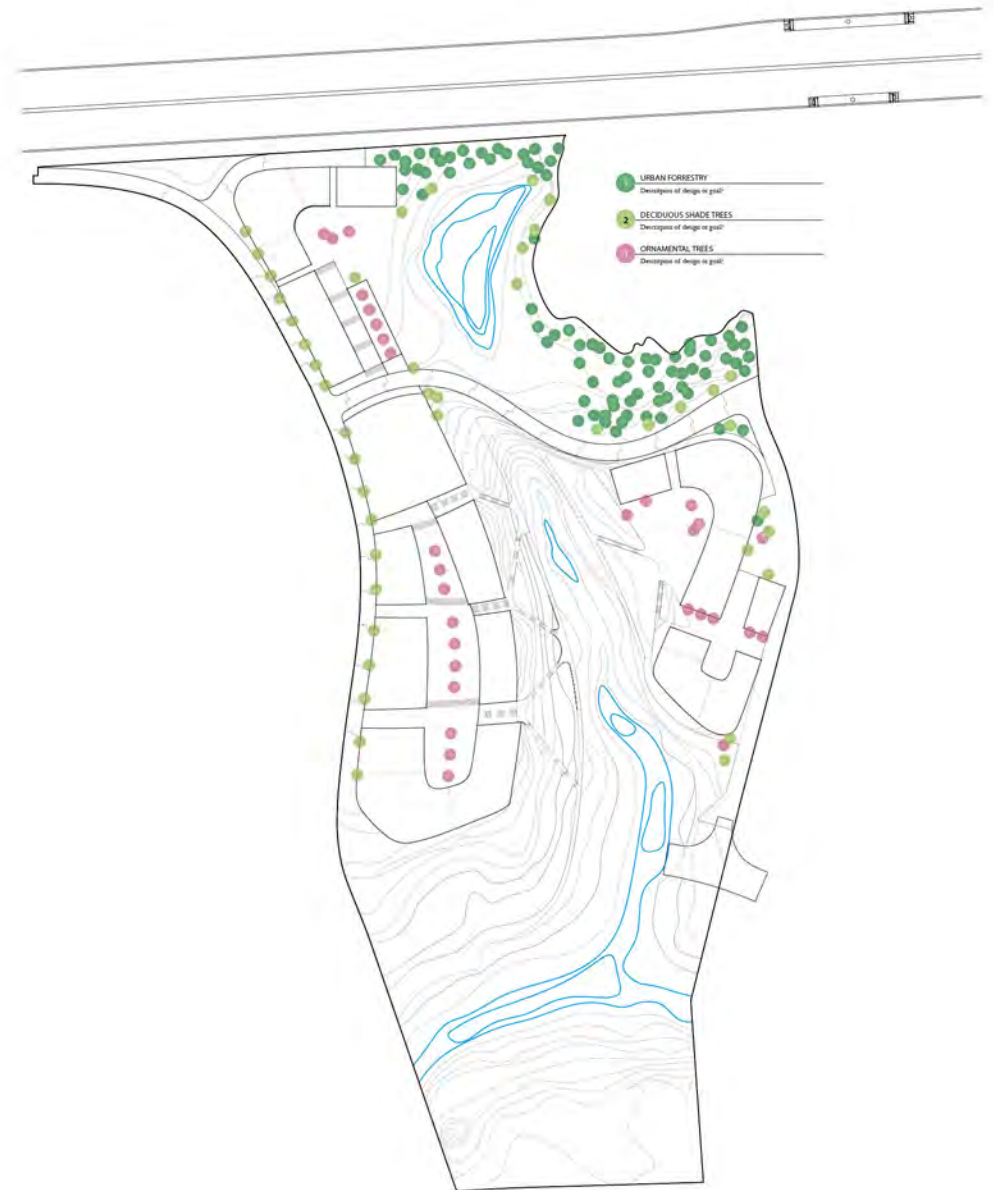 URBAN FORRESTRY
Description of design or goal?
2 DECIDUOUS SHADE TREES
Description of design or goal?
ORNAMENTAL TREES
Description of design or goal?